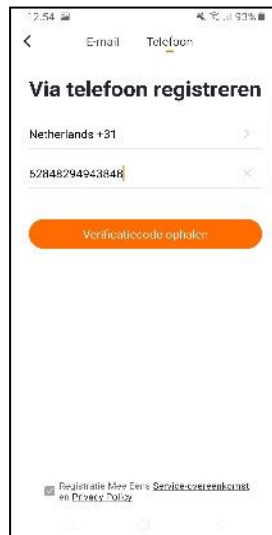 12.54 93%
E-mail Telefoon
Via telefoon registreren
Netherlands +31
52848294943848
Verificatiecode ophalen
Registratie Mee Eens Service-overeenkomst
en Privacy Policy